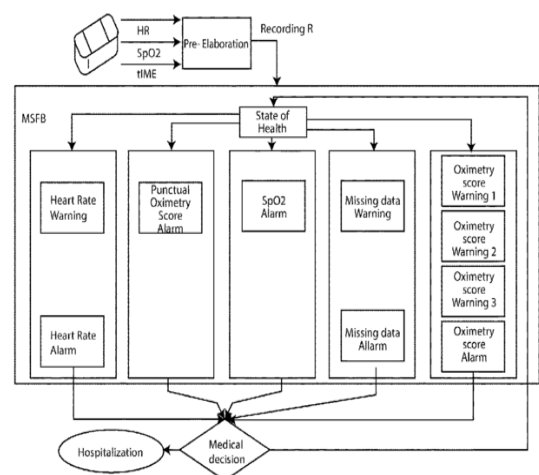 HR
SpO2
tIME
Pre- Elaboration
Recording R
MSFB
State of
Health
Heart Rate
Warning
Heart Rate
Alarm
Punctual
Oximetry
Score
Alarm
SpO2
Alarm
Missing data
Warning
Missing data
Allarm
Oximetry
score
Warning 1
Oximetry
score
Warning 2
Oximetry
score
Warning 3
Oximetry
score
Alarm
Hospitalization
Medical
decision